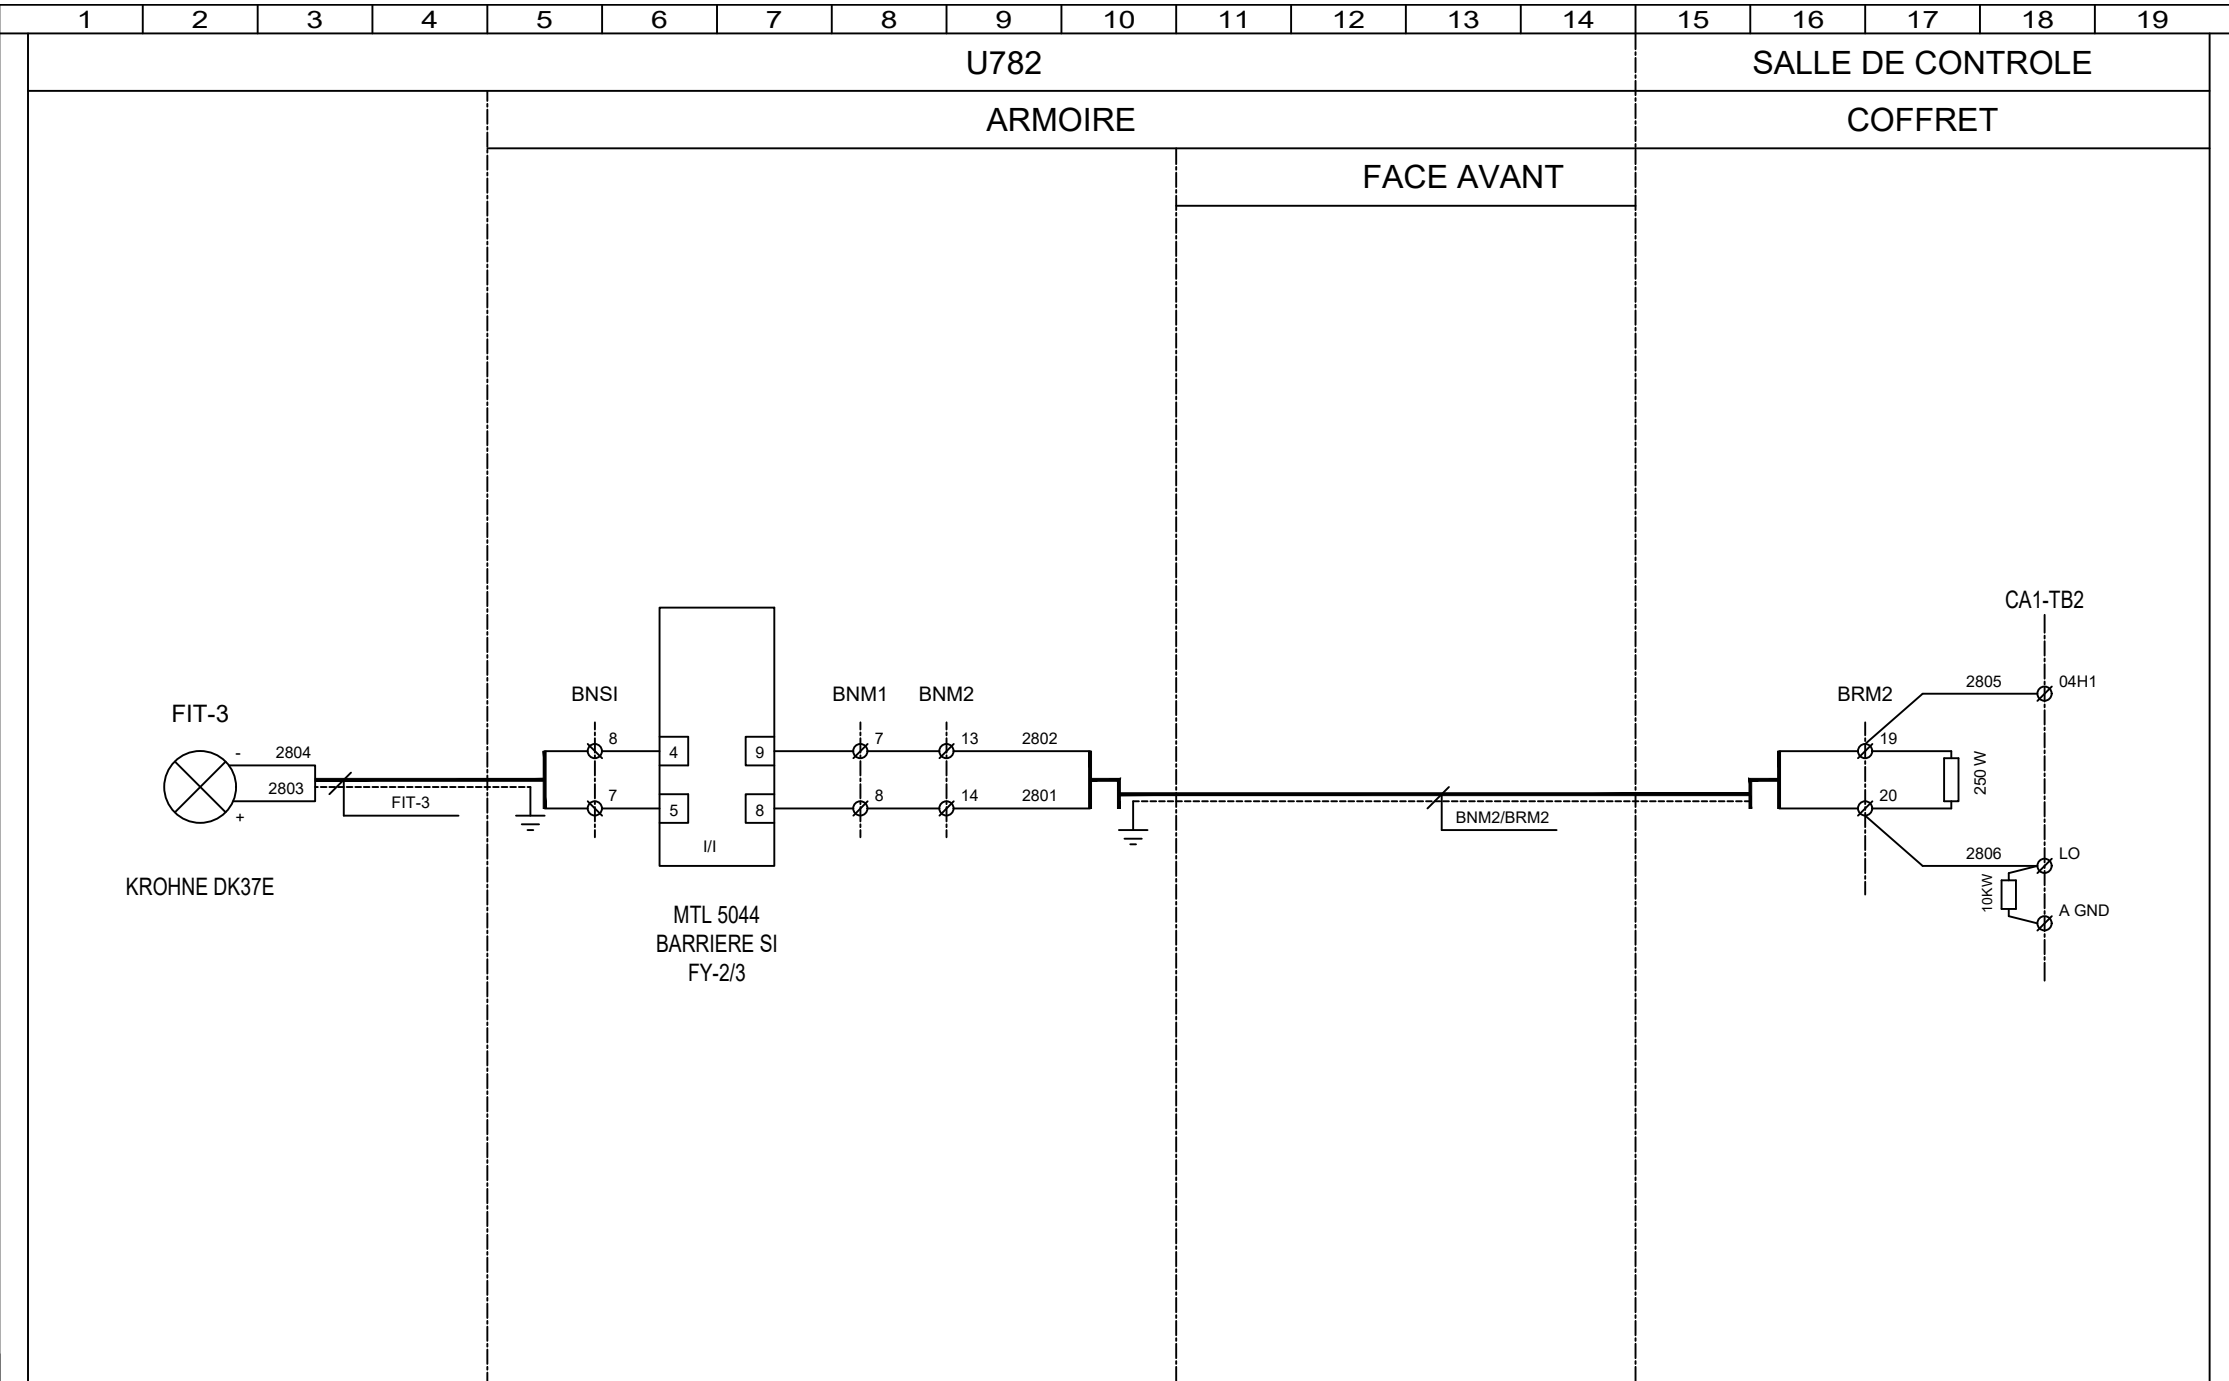 1 2 3 4 5 6 7 8 9 10 11 12 13 14 15 16 17 18 19
U782 SALLE DE CONTROLE
ARMOIRE COFFRET
FACE AVANT
CA1-TB2
2805 04H1
BNSI BNM1 BNM2 BRM2
FIT-3
- 2804 8 4 9 7 13 2802 19
2803 FIT-3 7 5 8 8 14 2801 BNM2/BRM2 20 250 W
+
I/I
2806 LO
KROHNE DK37E
10KW
A GND
MTL 5044
BARRIERE SI
FY-2/3